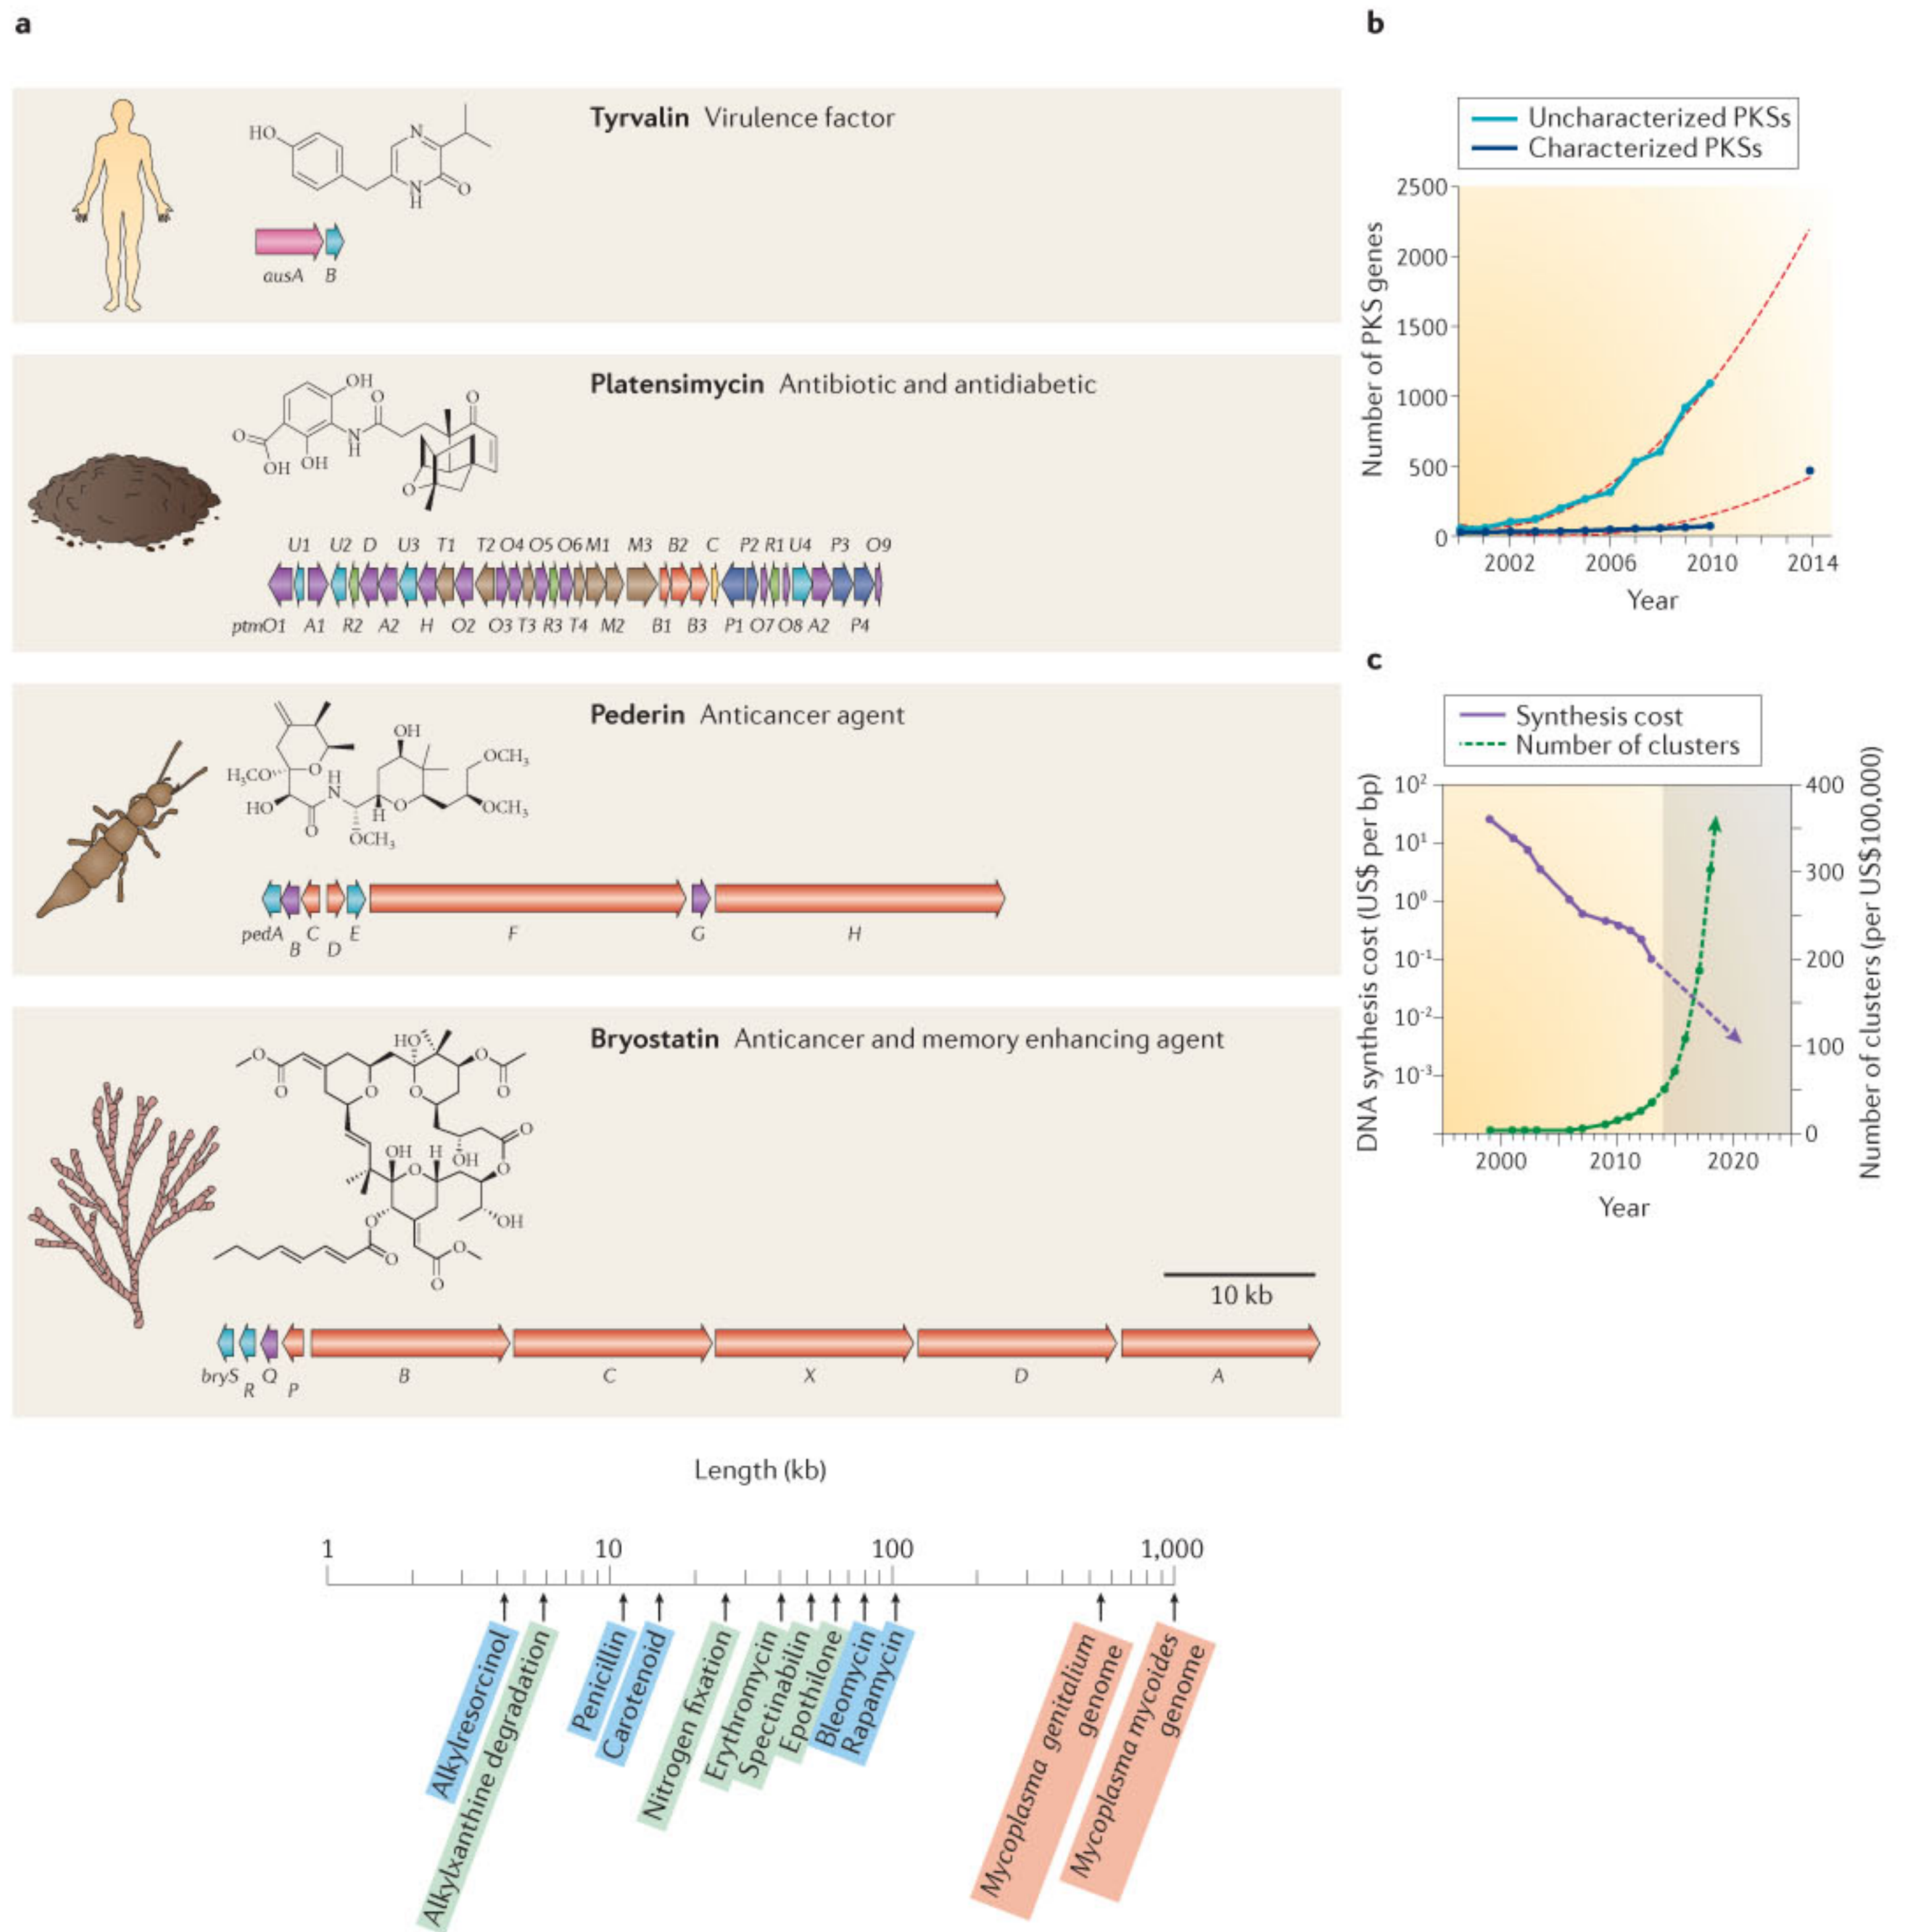 a
Tyrvalin Virulence factor
HO
N
N
H
O
ausA B
Platensimycin Antibiotic and antidiabetic
OH
O
O
O
N
H
OH
OH
O
U1 U2 D U3 T1 T2 O4 O5 O6 M1 M3 B2 C P2 R1 U4 P3 O9
ptmO1 A1 R2 A2 H O2 O3 T3 R3 T4 M2 B1 B3 P1 O7 O8 A2 P4
Pederin Anticancer agent
OH
OCH3
H3CO
O
H
N
HO
O
H
O
OCH3
OCH3
pedA B C D E F G H
Bryostatin Anticancer and memory enhancing agent
HO
O
O
O
O
O
O
O
OH
H
OH
O
O
O
OH
O
O
O
O
10 kb
bryS R Q P B C X D A
Length (kb)
1 10 100 1,000
Alkylresorcinol
Alkylxanthine degradation
Penicillin
Carotenoid
Nitrogen fixation
Erythromycin
Spectinabilin
Epothilone
Bleomycin
Rapamycin
Mycoplasma genitalium
genome
Mycoplasma mycoides
genome
b
Uncharacterized PKSs
Characterized PKSs
Number of PKS genes
2500
2000
1500
1000
500
0
2002 2006 2010 2014
Year
c
Synthesis cost
Number of clusters
DNA synthesis cost (US$ per bp)
10²
10¹
10⁰
10⁻¹
10⁻²
10⁻³
400
300
200
100
0
Number of clusters (per US$100,000)
2000 2010 2020
Year